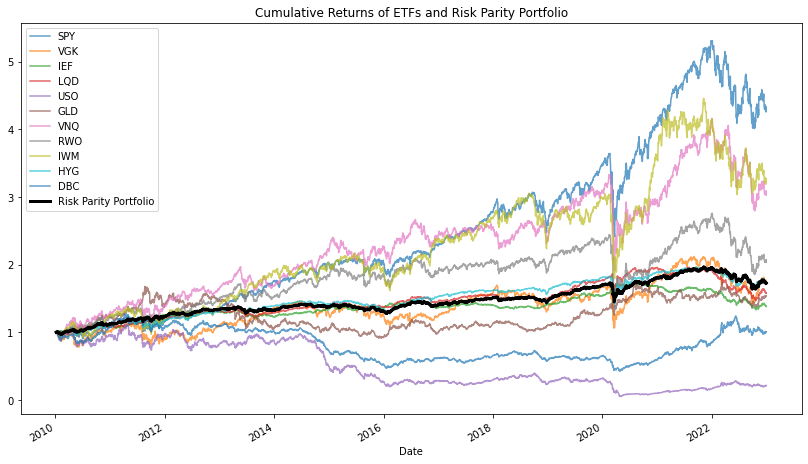 Cumulative Returns of ETFs and Risk Parity Portfolio
SPY
VGK
IEF
LQD
USO
GLD
VNQ
RWO
IWM
HYG
DBC
Risk Parity Portfolio
5
4
3
2
1
0
2010
2012
2014
2016
2018
2020
2022
Date